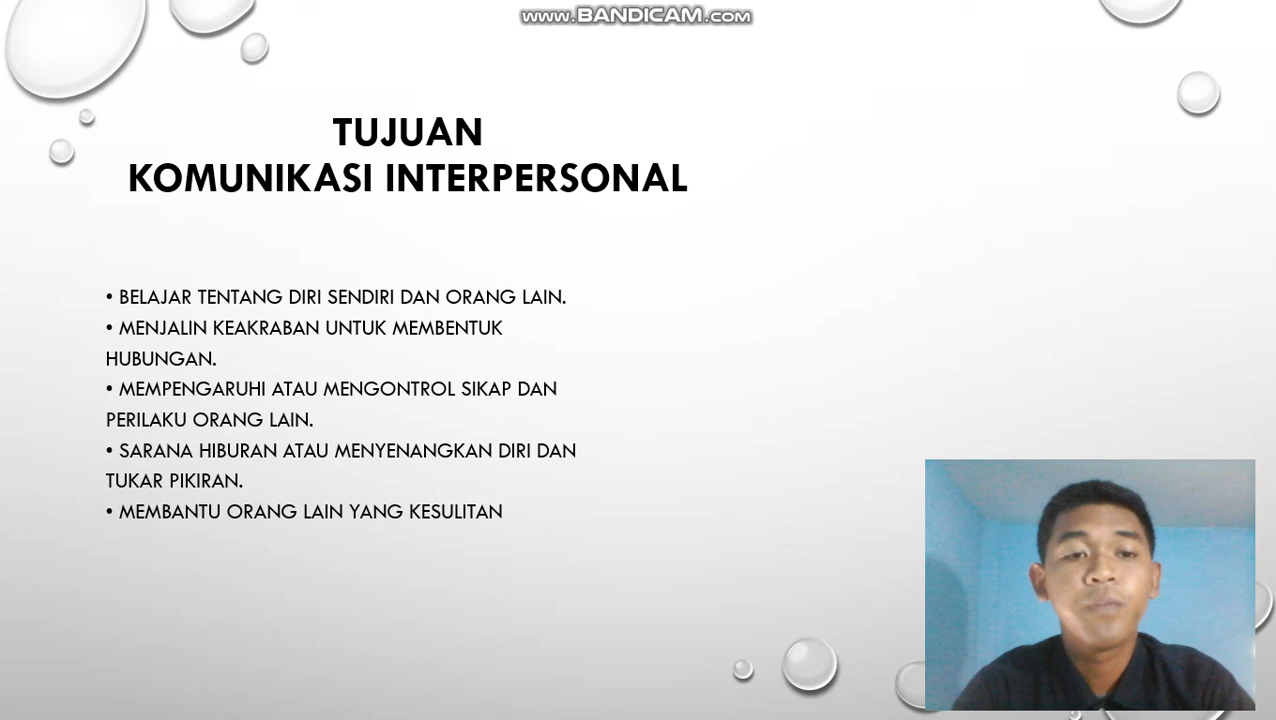 www.BANDICAM.com
TUJUAN
KOMUNIKASI INTERPERSONAL
• BELAJAR TENTANG DIRI SENDIRI DAN ORANG LAIN.
• MENJALIN KEAKRABAN UNTUK MEMBENTUK
HUBUNGAN.
• MEMPENGARUHI ATAU MENGONTROL SIKAP DAN
PERILAKU ORANG LAIN.
• SARANA HIBURAN ATAU MENYENANGKAN DIRI DAN
TUKAR PIKIRAN.
• MEMBANTU ORANG LAIN YANG KESULITAN